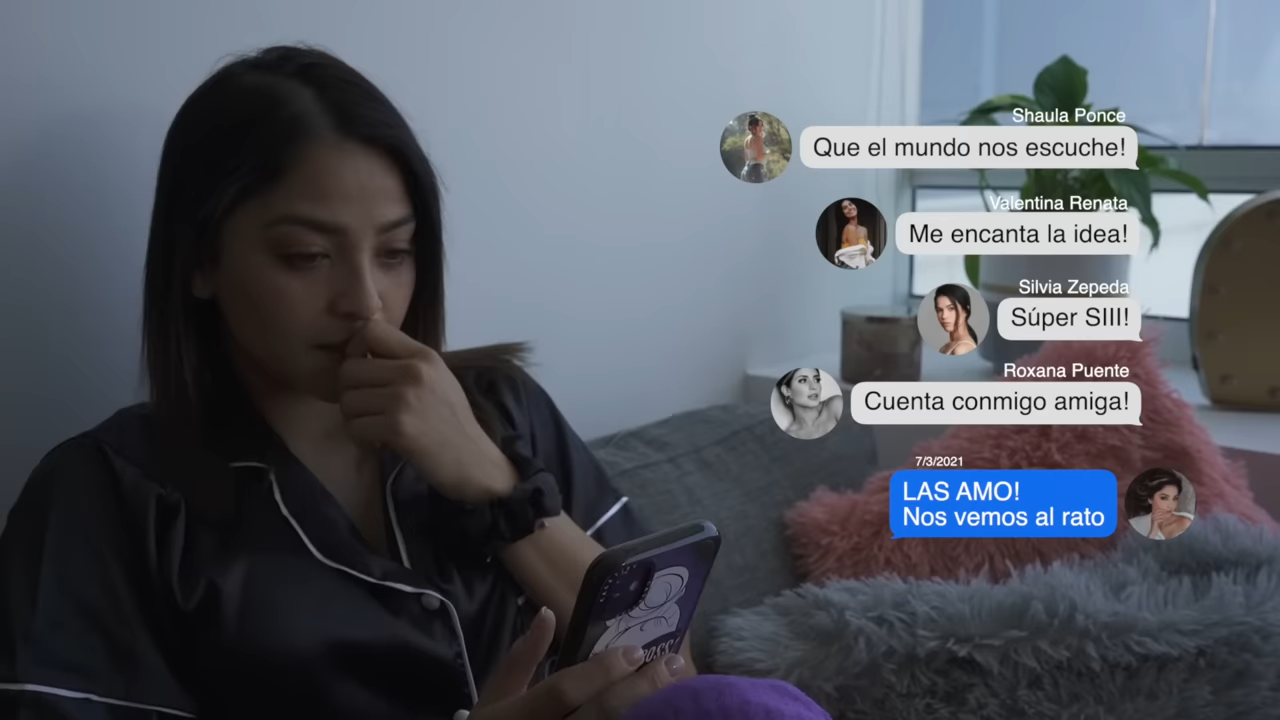 Shaula Ponce
Que el mundo nos escuche!
Valentina Renata
Me encanta la idea!
Silvia Zepeda
Súper SIII!
Roxana Puente
Cuenta conmigo amiga!
7/3/2021
LAS AMO!
Nos vemos al rato